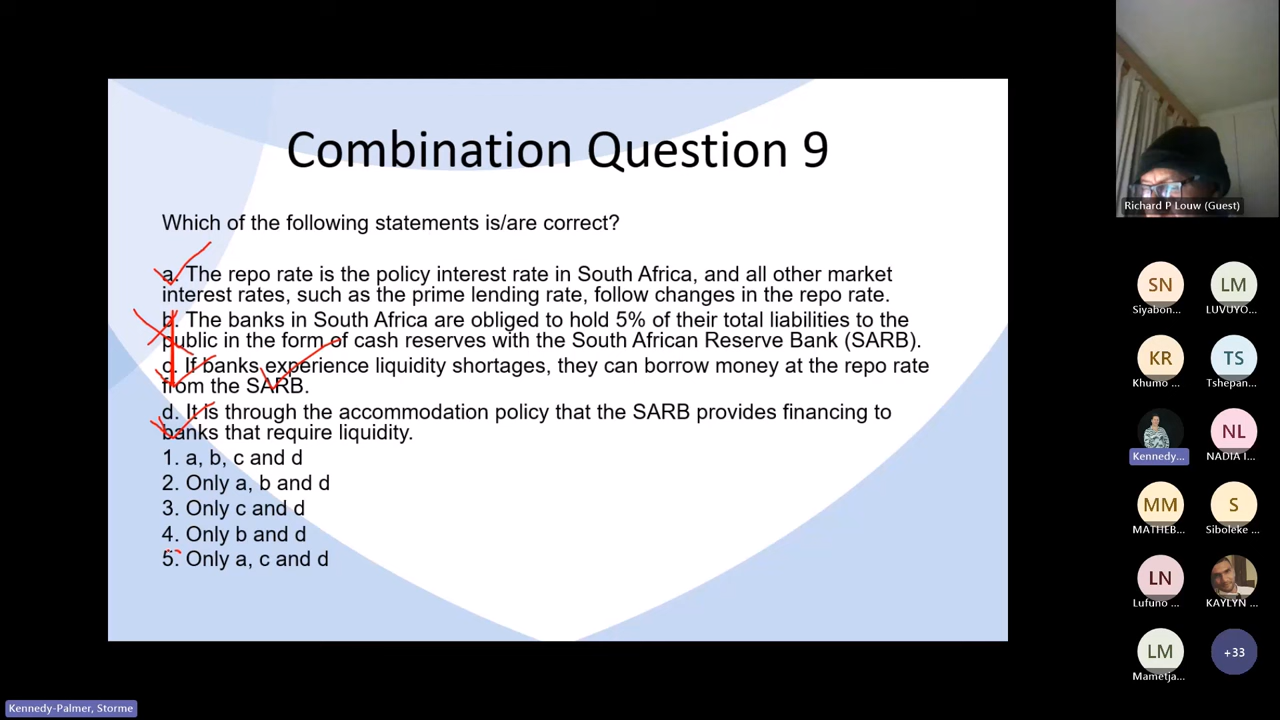 Combination Question 9
Which of the following statements is/are correct?
a. The repo rate is the policy interest rate in South Africa, and all other market
interest rates, such as the prime lending rate, follow changes in the repo rate.
b. The banks in South Africa are obliged to hold 5% of their total liabilities to the
public in the form of cash reserves with the South African Reserve Bank (SARB).
c. If banks experience liquidity shortages, they can borrow money at the repo rate
from the SARB.
d. It is through the accommodation policy that the SARB provides financing to
banks that require liquidity.
1. a, b, c and d
2. Only a, b and d
3. Only c and d
4. Only b and d
5. Only a, c and d
Richard P Louw (Guest)
SN
Siyabon...
LM
LUVUYO...
KR
Khumo ...
TS
Tshepan...
Kennedy...
NL
NADIA I...
MM
MATHEB...
S
Siboleke ...
LN
Lufuno ...
KAYLYN ...
LM
Mametja...
+33
Kennedy-Palmer, Storme